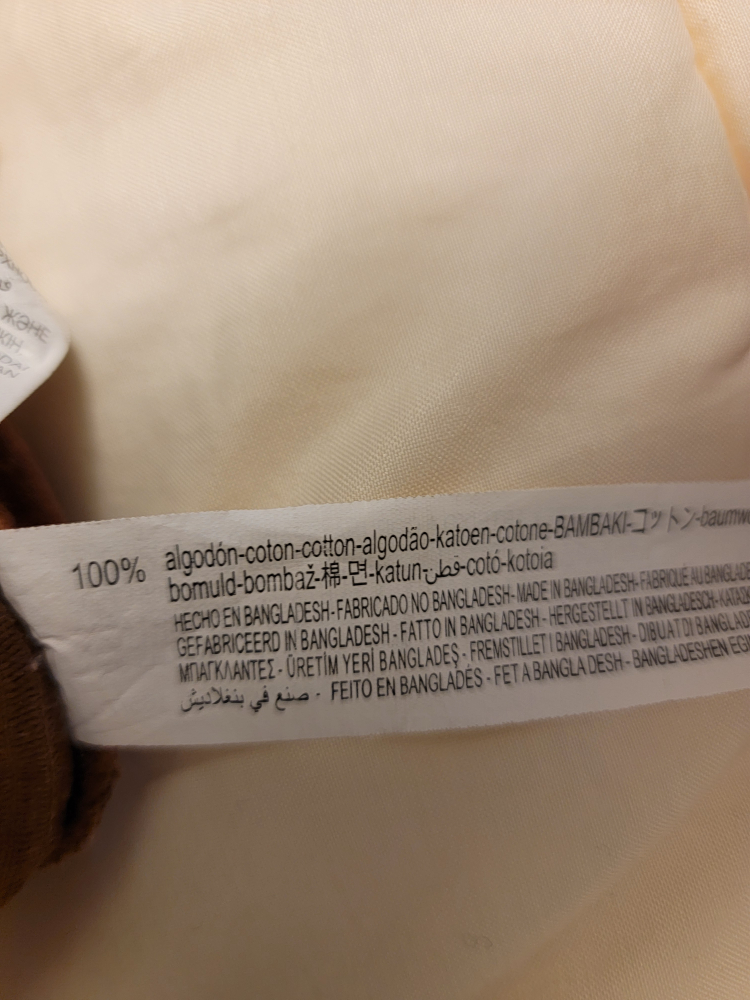 ЖӘНЕ
100% algodón-coton-cotton-algodão-katoen-cotone-BAMBAKI-コットン-baumwo
bomuld-bombaž-棉-면-katun-قطن-cotó-kotoia
HECHO EN BANGLADESH-FABRICADO NO BANGLADESH-MADE IN BANGLADESH-FABRIQUÉ AU BANGLADE
GEFABRICEERD IN BANGLADESH - FATTO IN BANGLADESH - HERGESTELLT IN BANGLADESCH-
ΜΠΑΓΚΛΑΝΤΕΣ - ÜRETİM YERİ BANGLADEŞ - FREMSTILLET I BANGLADESH - DIBUAT DI BANGLAD
صنع في بنغلاديش - FEITO EN BANGLADÉS - FET A BANGLA DESH - BANGLADESHEN EGI